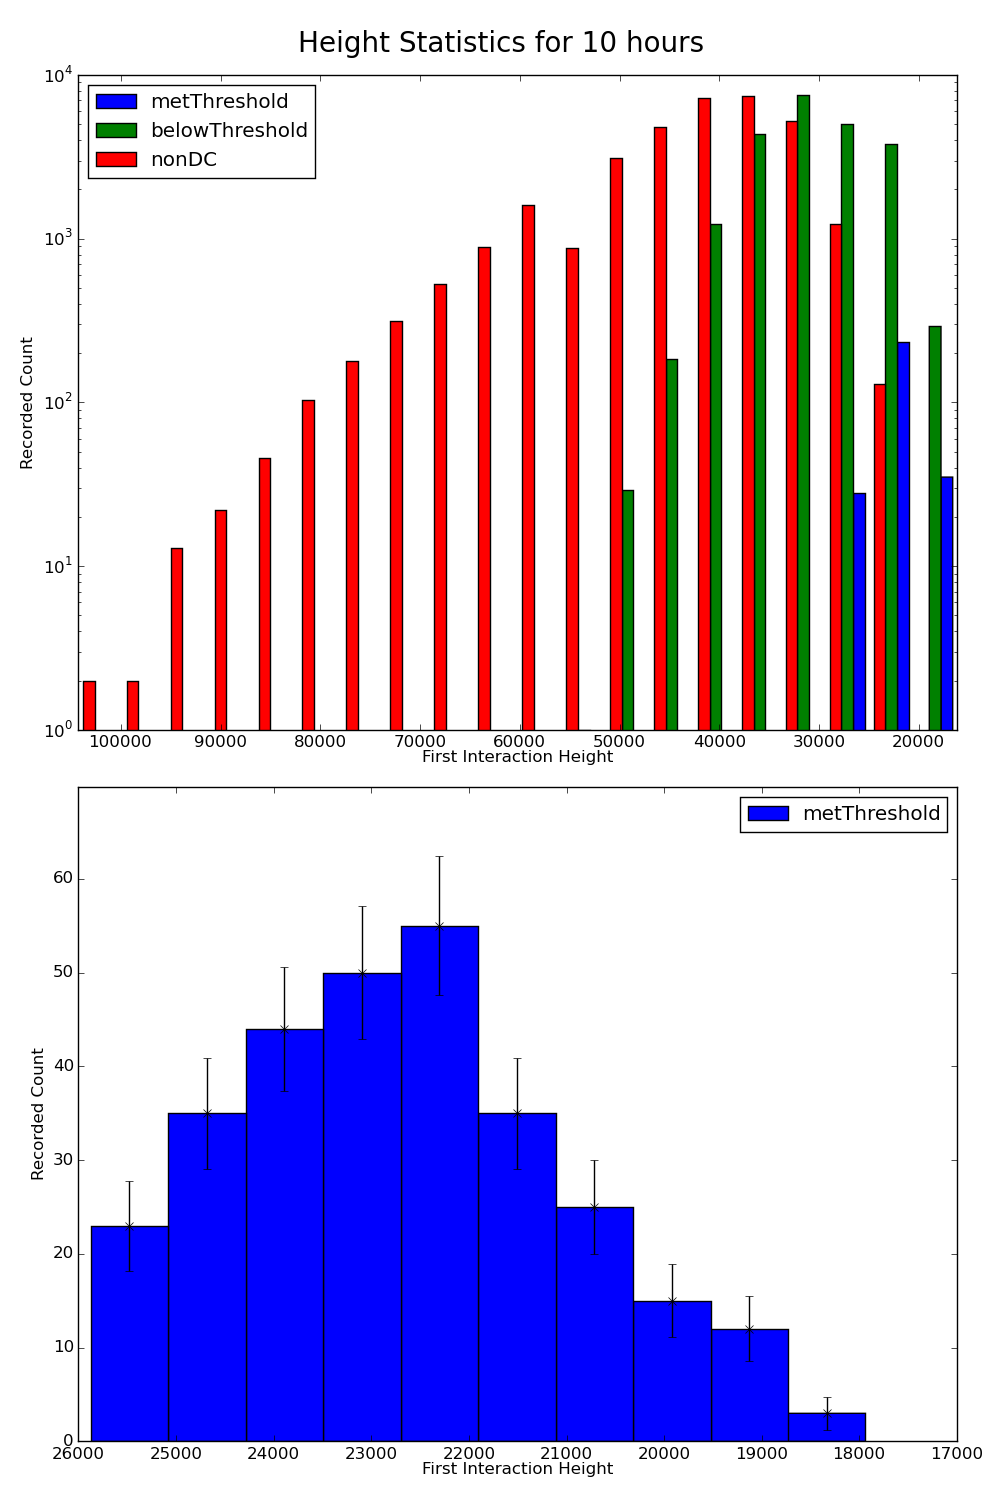 Height Statistics for 10 hours
10^4
10^3
10^2
10^1
10^0
Recorded Count
metThreshold
belowThreshold
nonDC
100000 90000 80000 70000 60000 50000 40000 30000 20000
First Interaction Height
60
50
40
30
20
10
0
Recorded Count
metThreshold
26000 25000 24000 23000 22000 21000 20000 19000 18000 17000
First Interaction Height